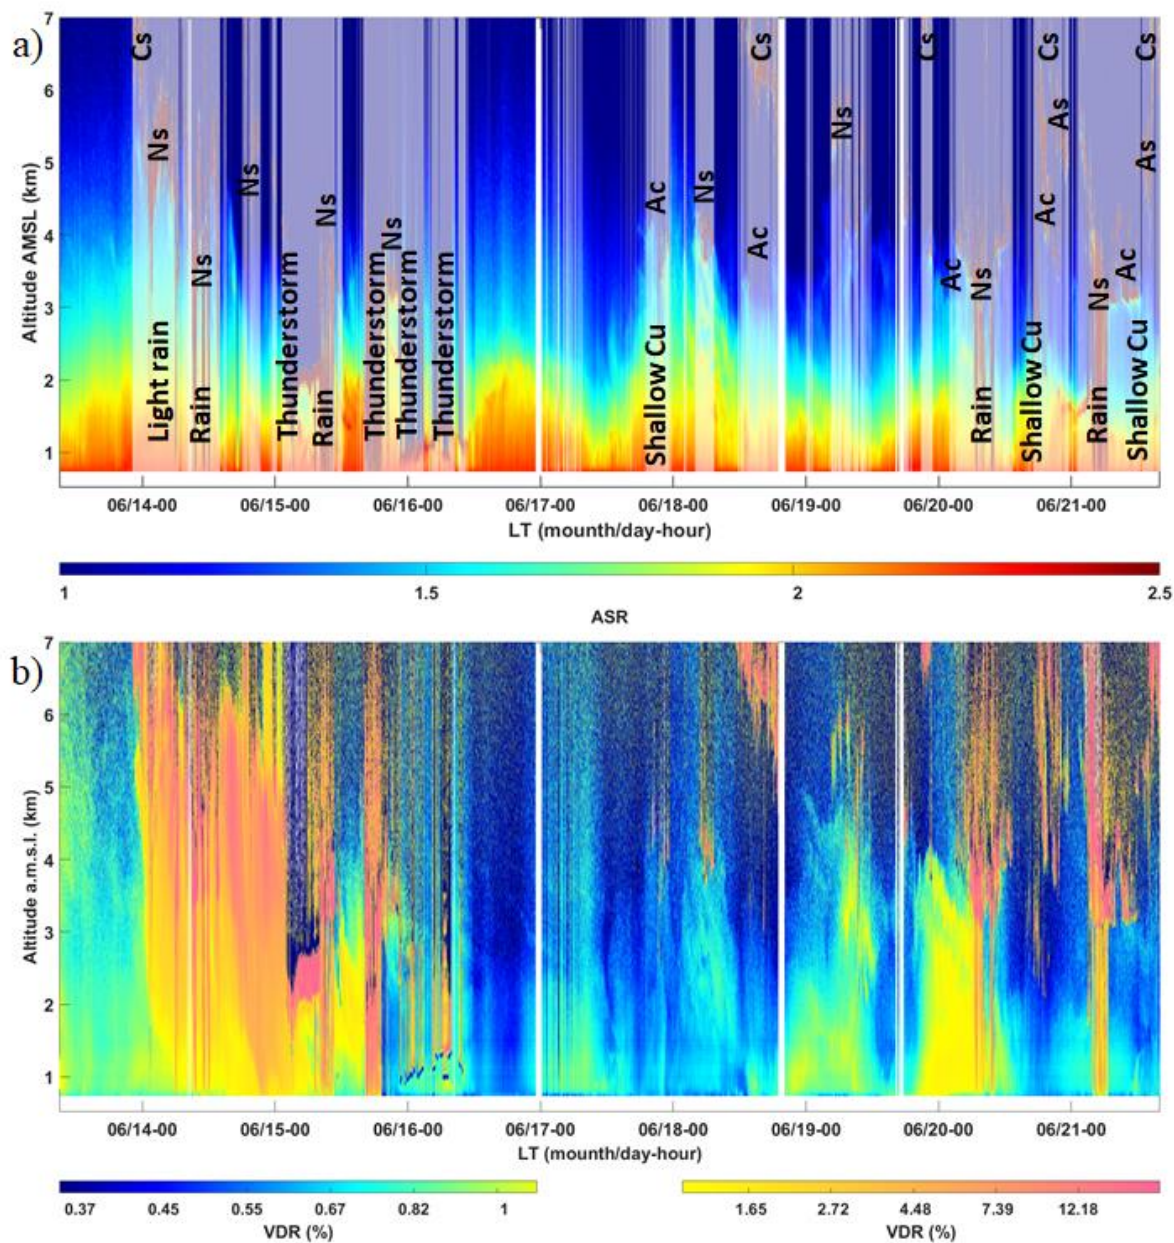 a)
7
6
5
4
3
2
1
Altitude AMSL (km)
Cs
Ns
Light rain
Ns
Rain
Ns
Thunderstorm
Ns
Rain
Thunderstorm
Ns
Thunderstorm
Thunderstorm
Ac
Shallow Cu
Ns
Cs
Ac
Ns
Cs
Ac
Ns
Rain
Cs
As
Ac
Shallow Cu
Ns
Rain
Cs
As
Ac
Shallow Cu
06/14-00 06/15-00 06/16-00 06/17-00 06/18-00 06/19-00 06/20-00 06/21-00
LT (mounth/day-hour)
1 1.5 2 2.5
ASR
b)
7
6
5
4
3
2
1
Altitude a.m.s.l. (km)
06/14-00 06/15-00 06/16-00 06/17-00 06/18-00 06/19-00 06/20-00 06/21-00
LT (mounth/day-hour)
0.37 0.45 0.55 0.67 0.82 1 1.65 2.72 4.48 7.39 12.18
VDR (%) VDR (%)